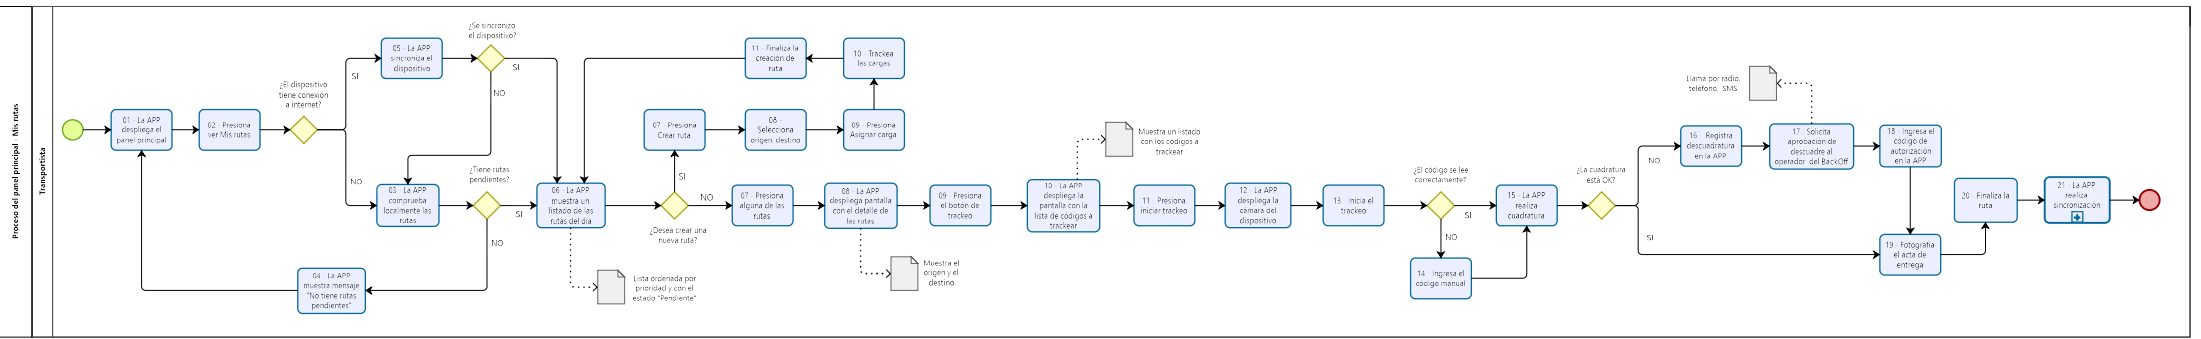 Proceso del panel principal Mis rutas
Transportista
01 - La APP
despliega el
panel principal
02 - Presiona
ver Mis rutas
¿El dispositivo
tiene conexión
a internet?
SI
NO
05 - La APP
sincroniza el
dispositivo
¿Se sincronizo
el dispositivo?
SI
NO
03 - La APP
comprueba
localmente las
rutas
¿Tiene rutas
pendientes?
SI
NO
04 - La APP
muestra mensaje
"No tiene rutas
pendientes"
06 - La APP
muestra un
listado de las
rutas del día
Lista ordenada por
prioridad y con el
estado "Pendiente"
¿Desea crear una
nueva ruta?
SI
NO
07 - Presiona
Crear ruta
08 -
Selecciona
origen, destino
09 - Presiona
Asignar carga
10 - Trackea
las cargas
11 - Finaliza la
creación de
ruta
07 - Presiona
alguna de las
rutas
08 - La APP
despliega pantalla
con el detalle de
las rutas
Muestra el
origen y el
destino
09 - Presiona
el botón de
trackeo
10 - La APP
despliega la
pantalla con la
lista de códigos a
trackear
Muestra un listado
con los códigos a
trackear
11 - Presiona
iniciar trackeo
12 - La APP
despliega la
cámara del
dispositivo
13 - Inicia el
trackeo
¿El código se lee
correctamente?
SI
NO
14 - Ingresa el
código manual
15 - La APP
realiza
cuadratura
¿La cuadratura
está OK?
NO
SI
16 - Registra
descuadratura
en la APP
17 - Solicita
aprobación de
descuadre al
operador del BackOff
Llama por radio,
teléfono, SMS
18 - Ingresa el
código de
autorización
en la APP
19 - Fotografía
el acta de
entrega
20 - Finaliza la
ruta
21 - La APP
realiza
sincronización